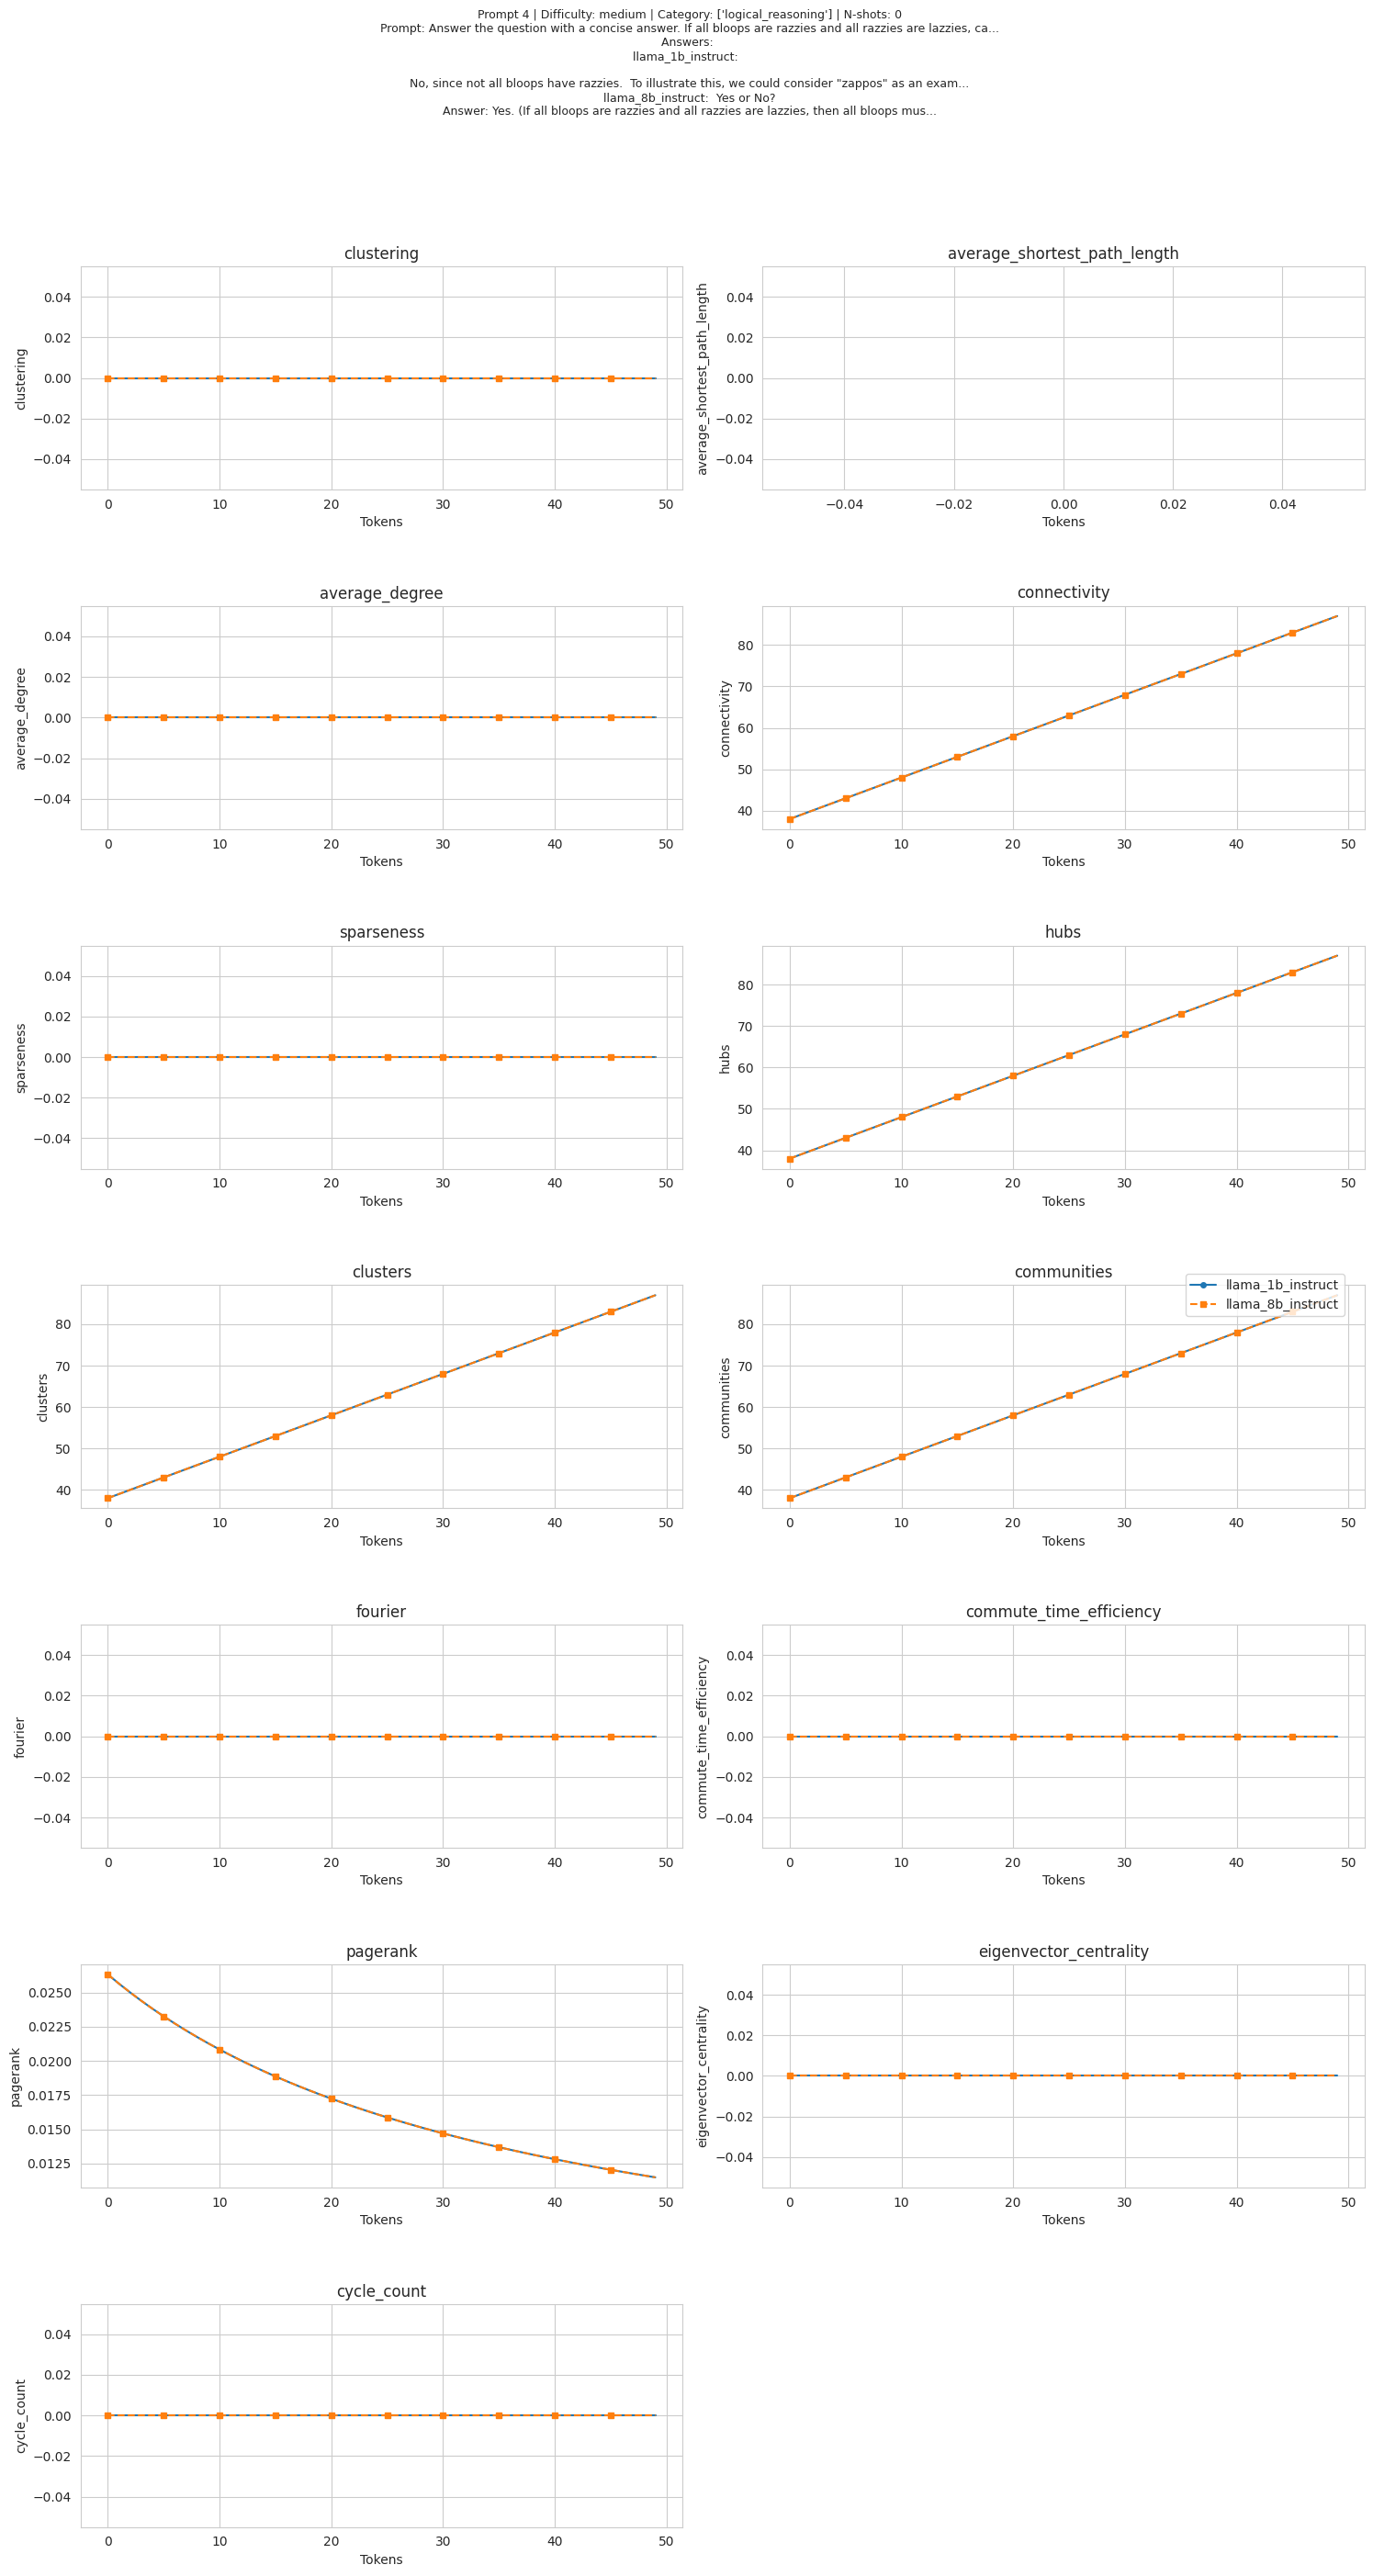 Prompt 4 | Difficulty: medium | Category: ['logical_reasoning'] | N-shots: 0
Prompt: Answer the question with a concise answer. If all bloops are razzies and all razzies are lazzies, ca...
Answers:
llama_1b_instruct:
No, since not all bloops have razzies.  To illustrate this, we could consider "zappos" as an exam...
llama_8b_instruct:  Yes or No?
Answer: Yes. (If all bloops are razzies and all razzies are lazzies, then all bloops mus...
clustering
clustering
0.04
0.02
0.00
−0.02
−0.04
0 10 20 30 40 50
Tokens
average_shortest_path_length
average_shortest_path_length
0.04
0.02
0.00
−0.02
−0.04
−0.04 −0.02 0.00 0.02 0.04
Tokens
average_degree
average_degree
0.04
0.02
0.00
−0.02
−0.04
0 10 20 30 40 50
Tokens
connectivity
connectivity
80
70
60
50
40
0 10 20 30 40 50
Tokens
sparseness
sparseness
0.04
0.02
0.00
−0.02
−0.04
0 10 20 30 40 50
Tokens
hubs
hubs
80
70
60
50
40
0 10 20 30 40 50
Tokens
clusters
clusters
80
70
60
50
40
0 10 20 30 40 50
Tokens
communities
llama_1b_instruct
llama_8b_instruct
communities
80
70
60
50
40
0 10 20 30 40 50
Tokens
fourier
fourier
0.04
0.02
0.00
−0.02
−0.04
0 10 20 30 40 50
Tokens
commute_time_efficiency
commute_time_efficiency
0.04
0.02
0.00
−0.02
−0.04
0 10 20 30 40 50
Tokens
pagerank
pagerank
0.0250
0.0225
0.0200
0.0175
0.0150
0.0125
0 10 20 30 40 50
Tokens
eigenvector_centrality
eigenvector_centrality
0.04
0.02
0.00
−0.02
−0.04
0 10 20 30 40 50
Tokens
cycle_count
cycle_count
0.04
0.02
0.00
−0.02
−0.04
0 10 20 30 40 50
Tokens